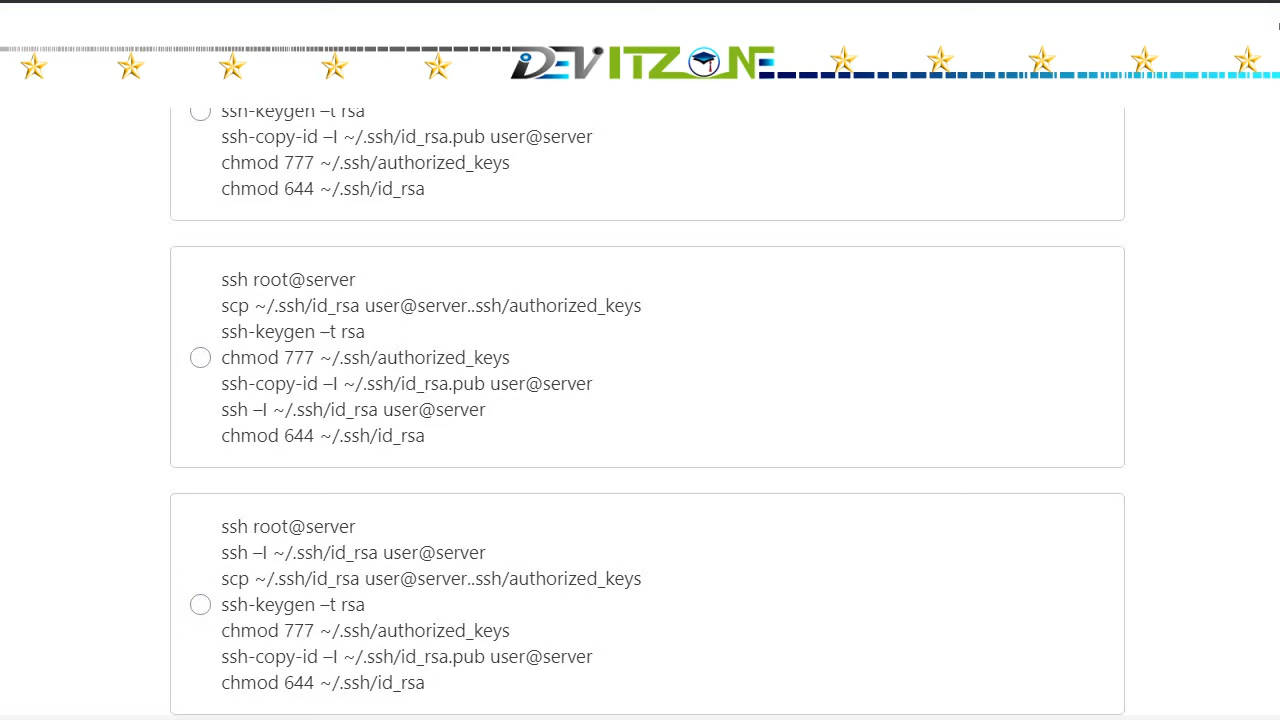 DEV ITZONE
ssh-keygen –t rsa
ssh-copy-id –I ~/.ssh/id_rsa.pub user@server
chmod 777 ~/.ssh/authorized_keys
chmod 644 ~/.ssh/id_rsa
ssh root@server
scp ~/.ssh/id_rsa user@server..ssh/authorized_keys
ssh-keygen –t rsa
chmod 777 ~/.ssh/authorized_keys
ssh-copy-id –I ~/.ssh/id_rsa.pub user@server
ssh –I ~/.ssh/id_rsa user@server
chmod 644 ~/.ssh/id_rsa
ssh root@server
ssh –I ~/.ssh/id_rsa user@server
scp ~/.ssh/id_rsa user@server..ssh/authorized_keys
ssh-keygen –t rsa
chmod 777 ~/.ssh/authorized_keys
ssh-copy-id –I ~/.ssh/id_rsa.pub user@server
chmod 644 ~/.ssh/id_rsa